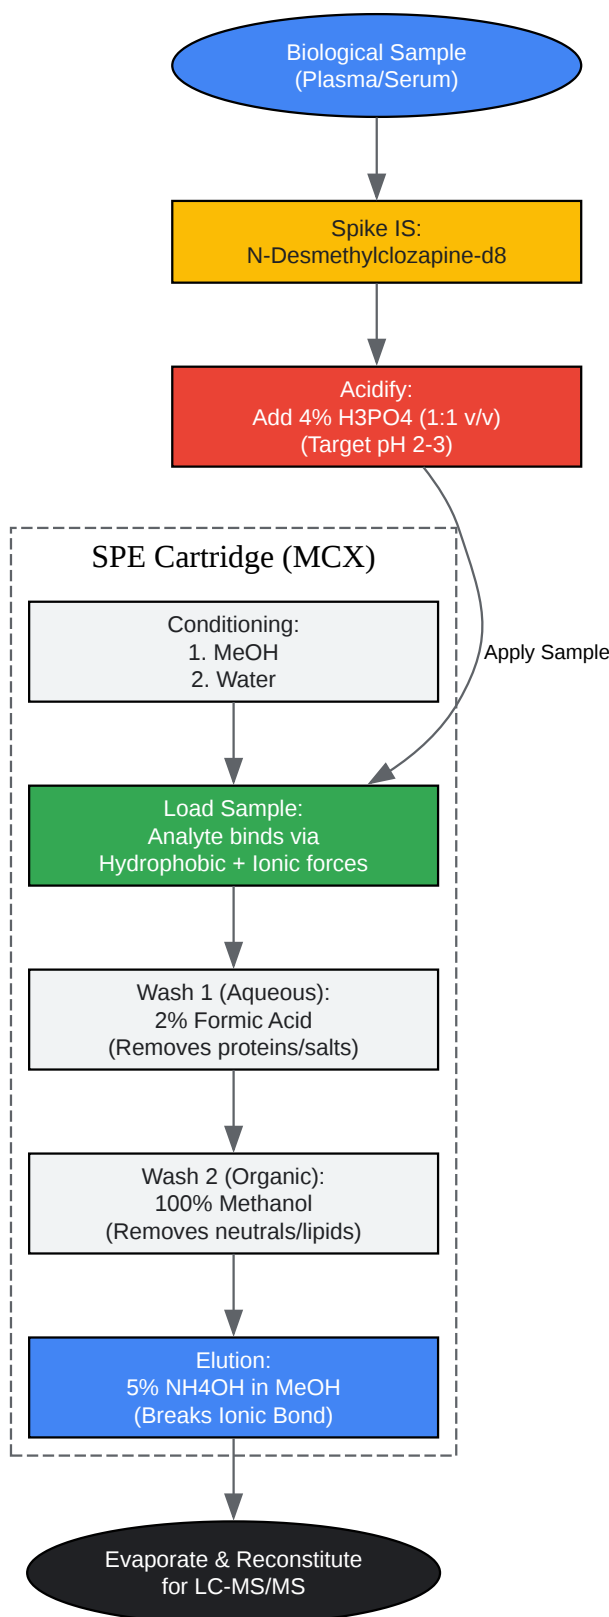 Biological Sample
(Plasma/Serum)
Spike IS:
N-Desmethylclozapine-d8
Acidify:
Add 4% H3PO4 (1:1 v/v)
(Target pH 2-3)
SPE Cartridge (MCX)
Conditioning:
1. MeOH
2. Water
Apply Sample
Load Sample:
Analyte binds via
Hydrophobic + Ionic forces
Wash 1 (Aqueous):
2% Formic Acid
(Removes proteins/salts)
Wash 2 (Organic):
100% Methanol
(Removes neutrals/lipids)
Elution:
5% NH4OH in MeOH
(Breaks Ionic Bond)
Evaporate & Reconstitute
for LC-MS/MS